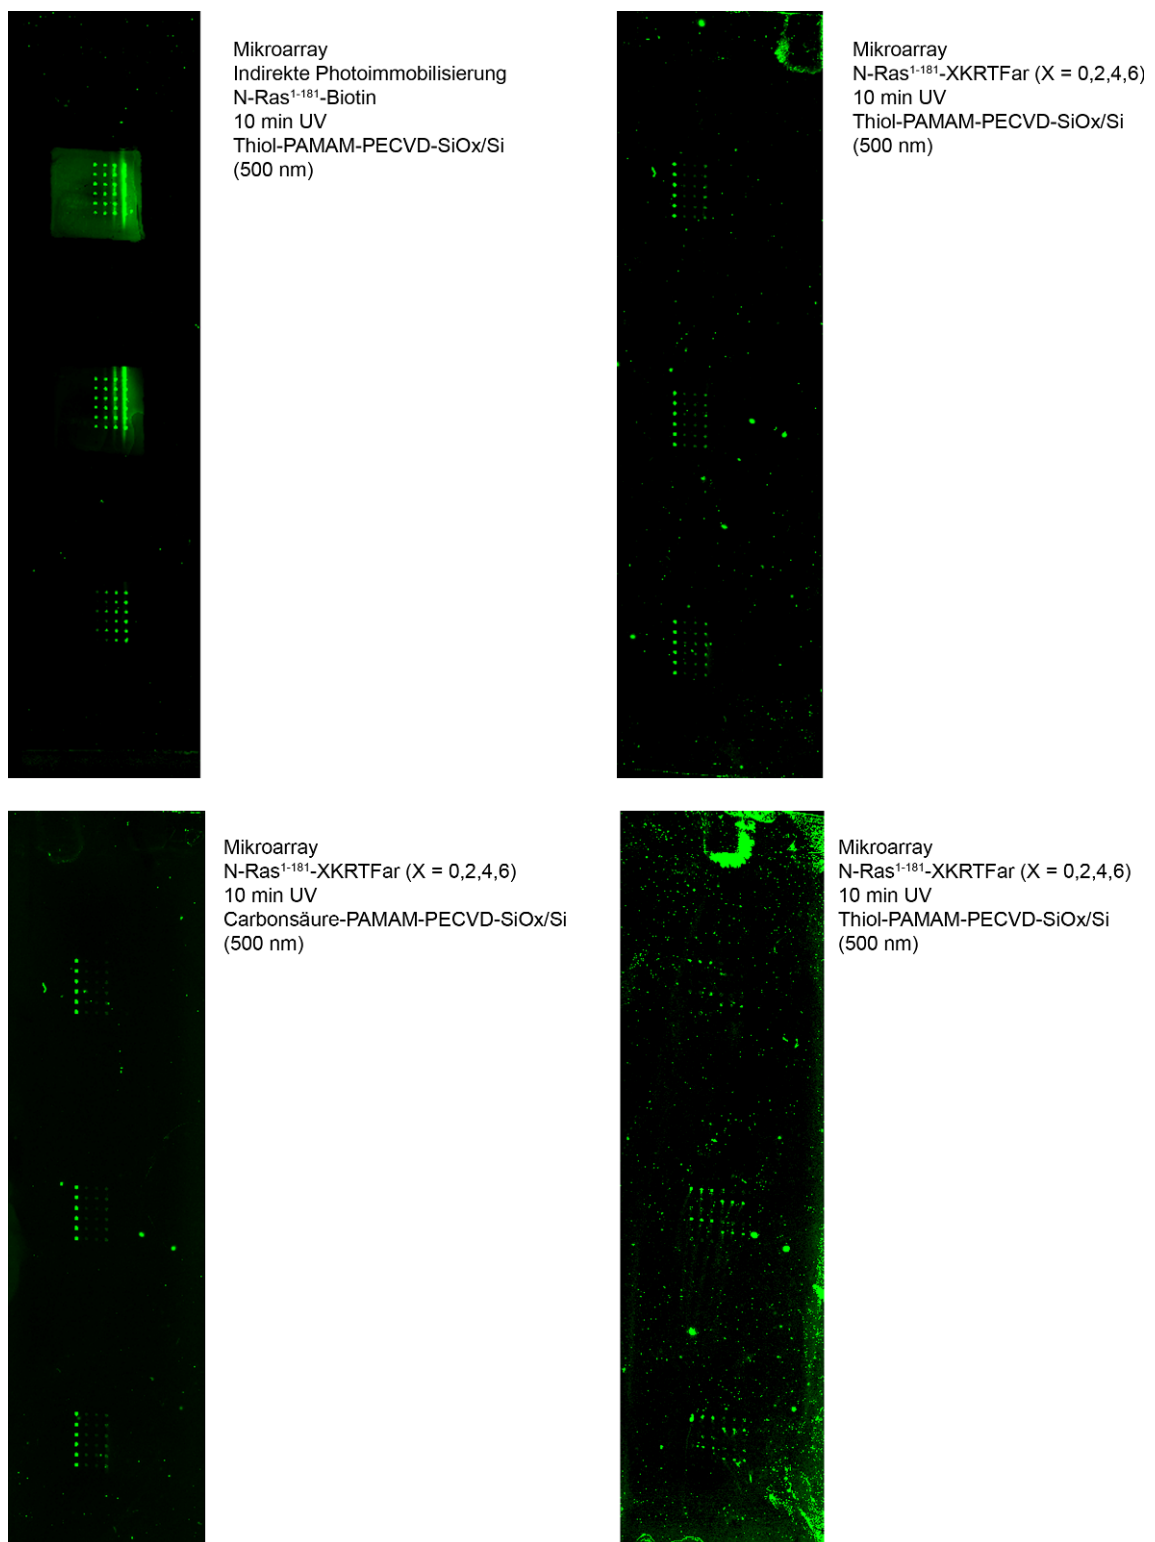 Mikroarray
Indirekte Photoimmobilisierung
N-Ras¹⁻¹⁸¹-Biotin
10 min UV
Thiol-PAMAM-PECVD-SiOx/Si
(500 nm)
Mikroarray
N-Ras¹⁻¹⁸¹-XKRTFar (X = 0,2,4,6)
10 min UV
Thiol-PAMAM-PECVD-SiOx/Si
(500 nm)
Mikroarray
N-Ras¹⁻¹⁸¹-XKRTFar (X = 0,2,4,6)
10 min UV
Carbonsäure-PAMAM-PECVD-SiOx/Si
(500 nm)
Mikroarray
N-Ras¹⁻¹⁸¹-XKRTFar (X = 0,2,4,6)
10 min UV
Thiol-PAMAM-PECVD-SiOx/Si
(500 nm)